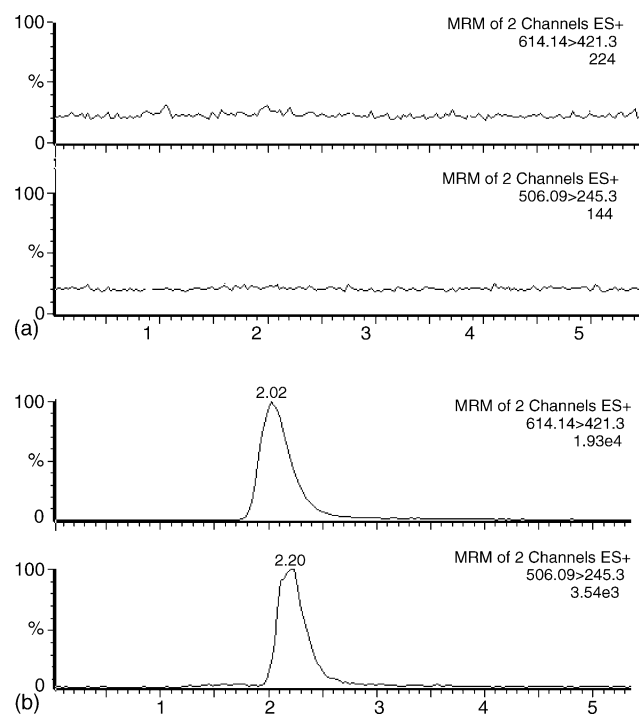 100
MRM of 2 Channels ES+
614.14>421.3
224
%
0
MRM of 2 Channels ES+
506.09>245.3
144
100
%
0
(a)
1 2 3 4 5
2.02
100
MRM of 2 Channels ES+
614.14>421.3
1.93e4
%
0
2.20
MRM of 2 Channels ES+
506.09>245.3
3.54e3
100
%
0
(b)
1 2 3 4 5